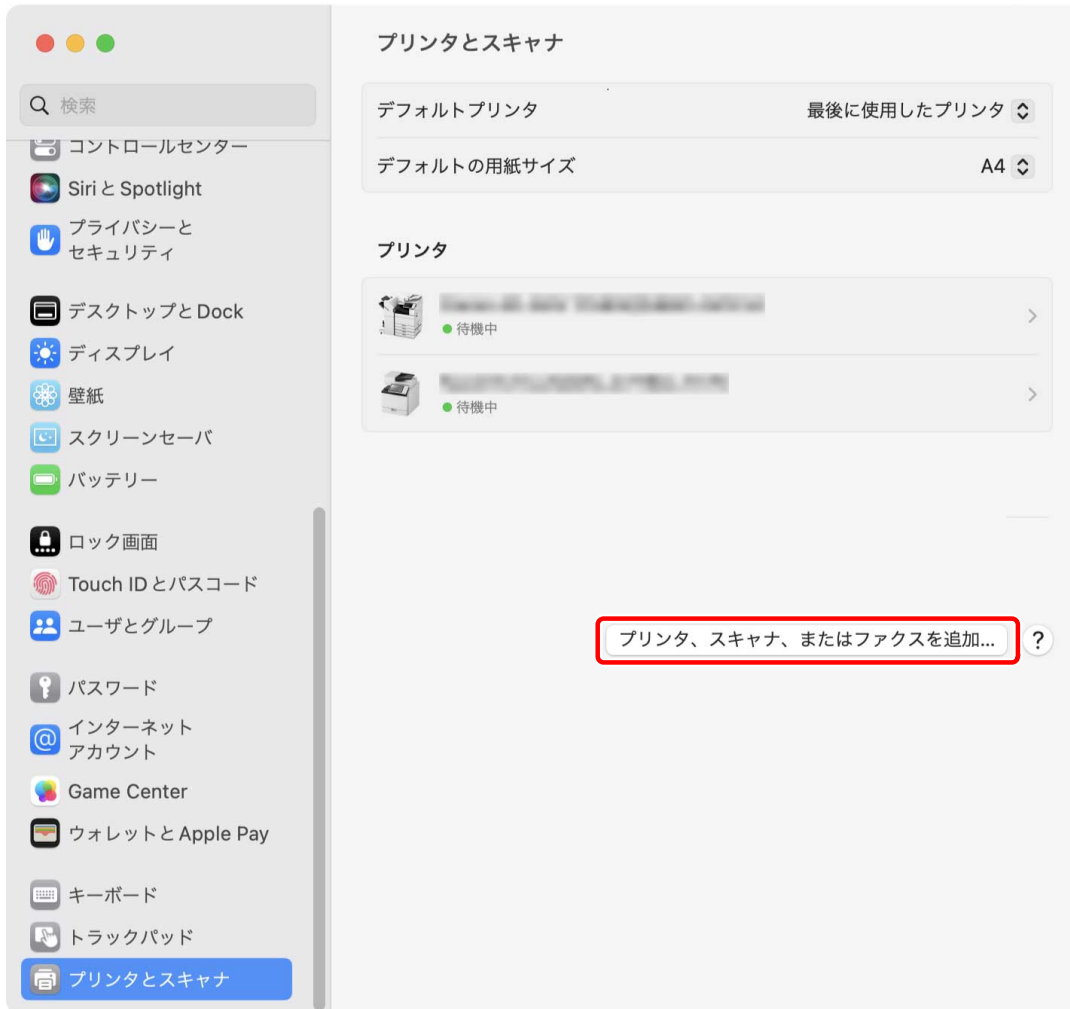 検索
コントロールセンター
Siri と Spotlight
プライバシーと
セキュリティ
デスクトップと Dock
ディスプレイ
壁紙
スクリーンセーバ
バッテリー
ロック画面
Touch ID とパスコード
ユーザとグループ
パスワード
インターネット
アカウント
Game Center
ウォレットと Apple Pay
キーボード
トラックパッド
プリンタとスキャナ
プリンタとスキャナ
デフォルトプリンタ 最後に使用したプリンタ
デフォルトの用紙サイズ A4
プリンタ
待機中
待機中
プリンタ、スキャナ、またはファクスを追加... ?